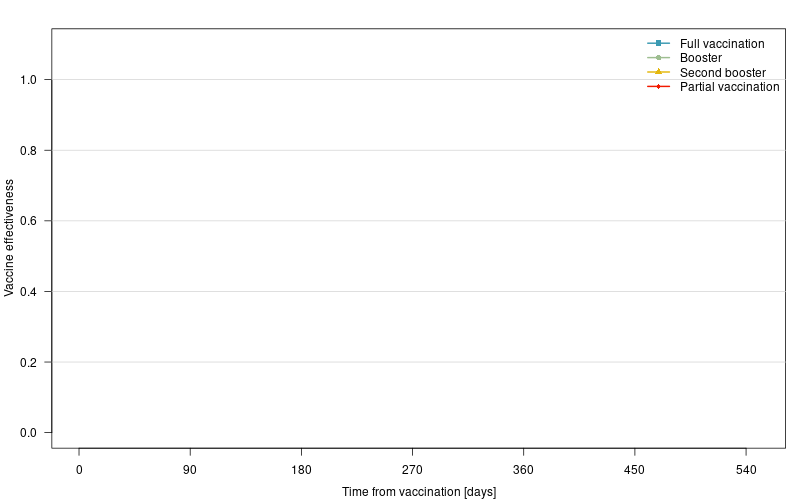 Full vaccination
Booster
Second booster
Partial vaccination
1.0
0.8
0.6
0.4
0.2
0.0
Vaccine effectiveness
0 90 180 270 360 450 540
Time from vaccination [days]